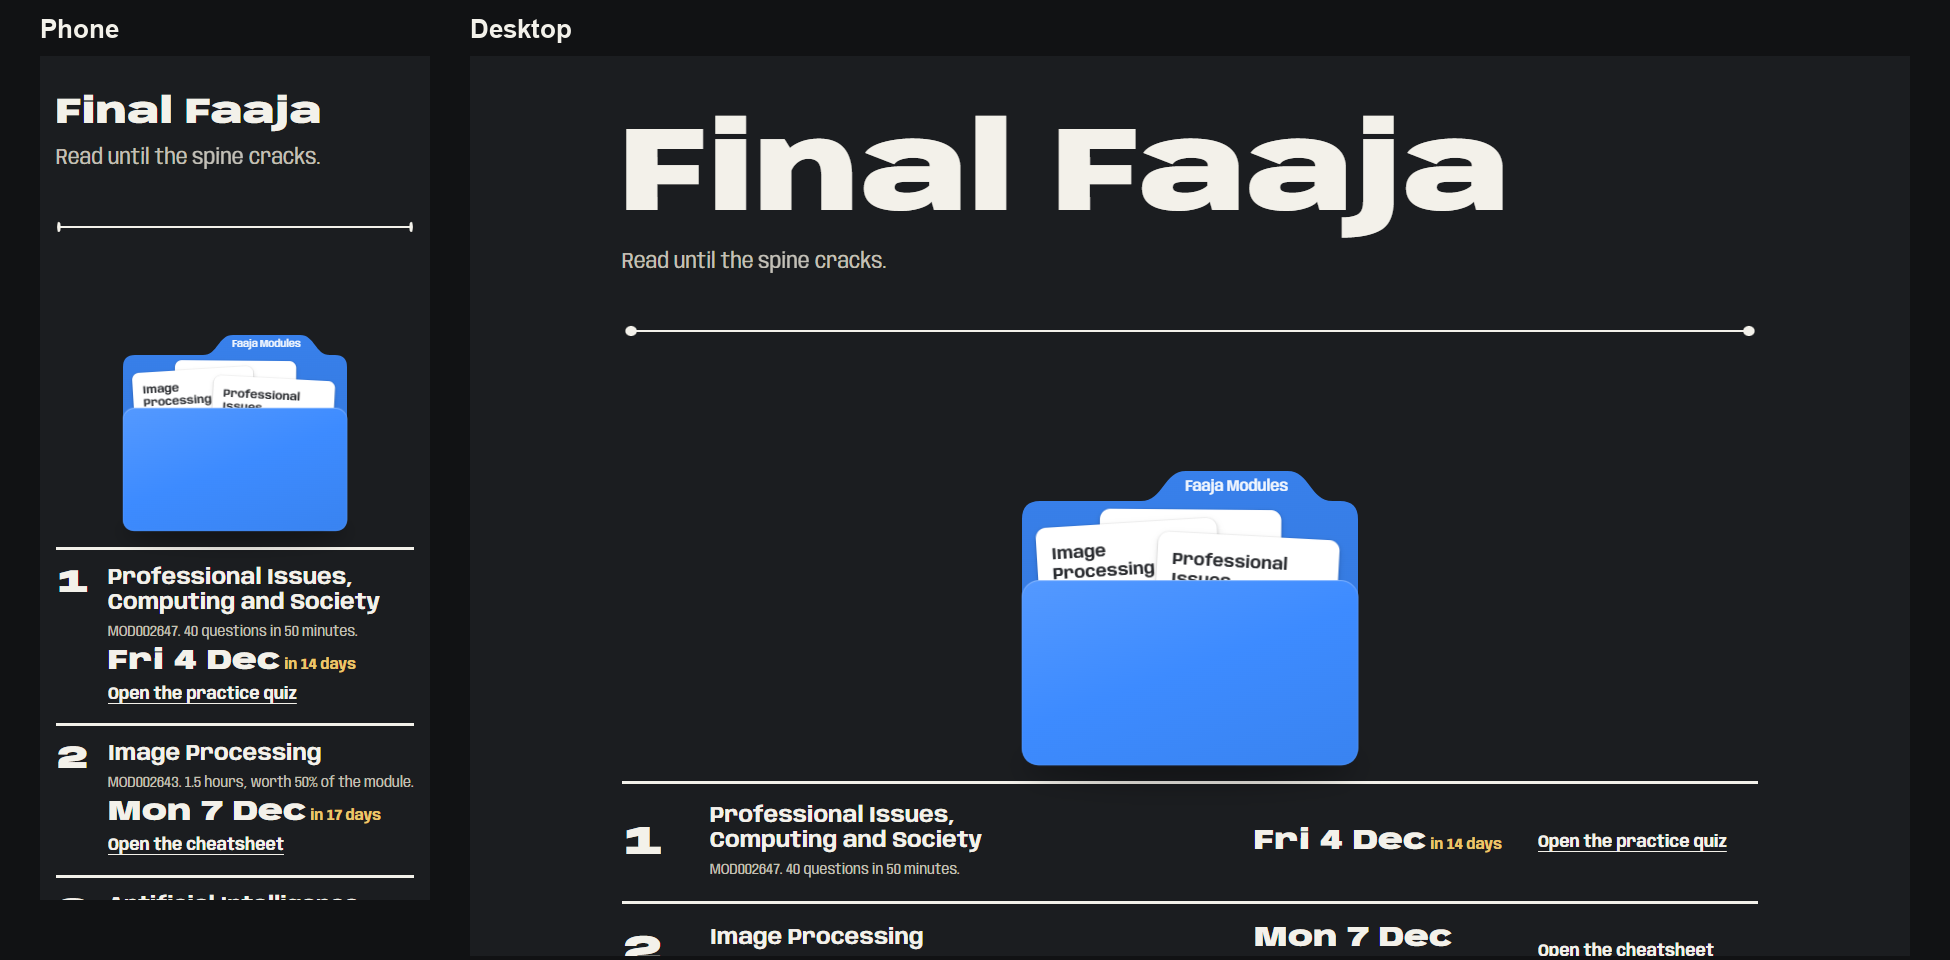 Phone
Final Faaja
Read until the spine cracks.
Faaja Modules
Image
Processing
Professional
Issues
1
Professional Issues,
Computing and Society
MOD002647. 40 questions in 50 minutes.
Fri 4 Dec in 14 days
Open the practice quiz
2
Image Processing
MOD002643. 1.5 hours, worth 50% of the module.
Mon 7 Dec in 17 days
Open the cheatsheet
Artificial Intelligence
Desktop
Final Faaja
Read until the spine cracks.
Faaja Modules
Image
Processing
Professional
Issues
1
Professional Issues,
Computing and Society
MOD002647. 40 questions in 50 minutes.
Fri 4 Dec in 14 days
Open the practice quiz
2
Image Processing
Mon 7 Dec
Open the cheatsheet